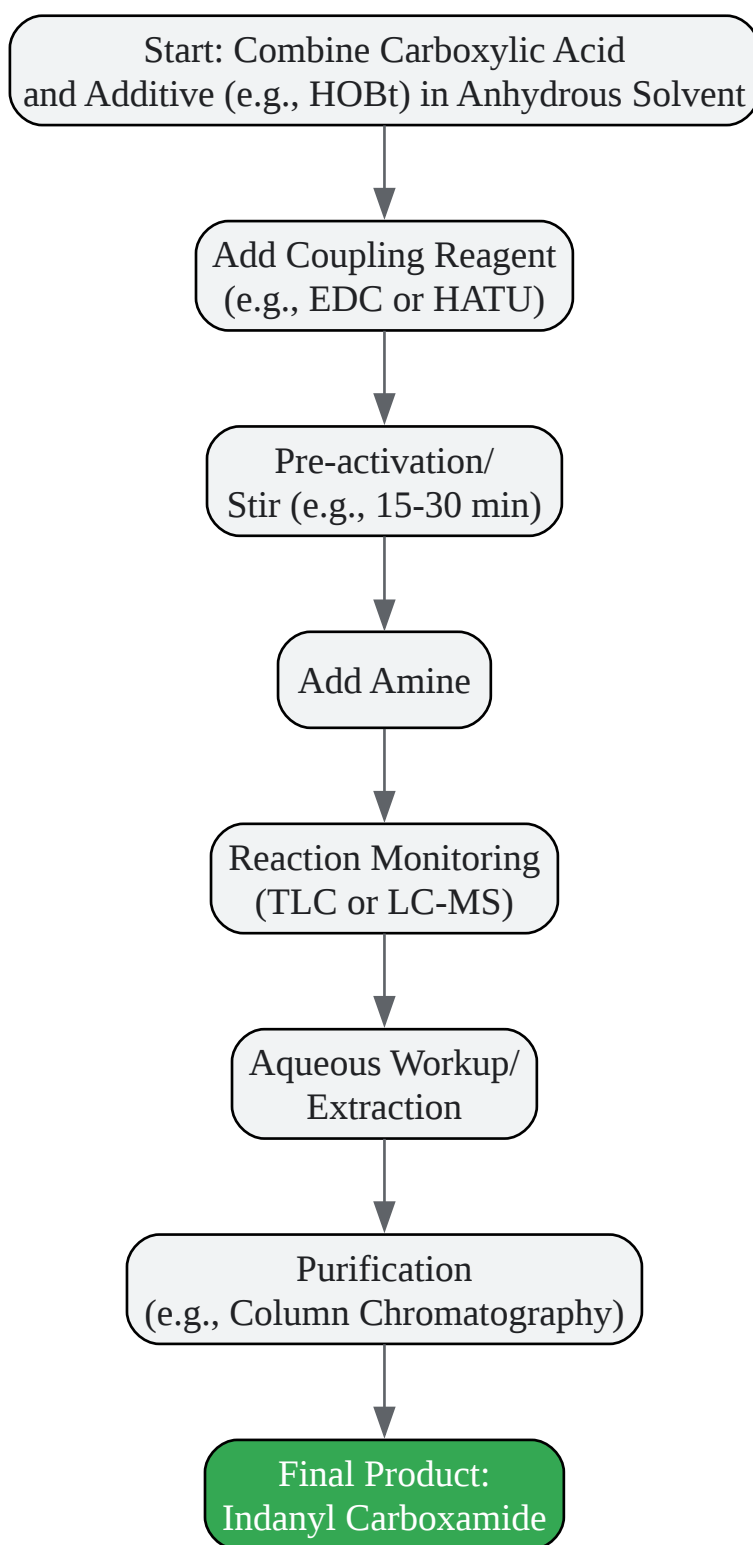 Start: Combine Carboxylic Acid
and Additive (e.g., HOBt) in Anhydrous Solvent
Add Coupling Reagent
(e.g., EDC or HATU)
Pre-activation/
Stir (e.g., 15-30 min)
Add Amine
Reaction Monitoring
(TLC or LC-MS)
Aqueous Workup/
Extraction
Purification
(e.g., Column Chromatography)
Final Product:
Indanyl Carboxamide